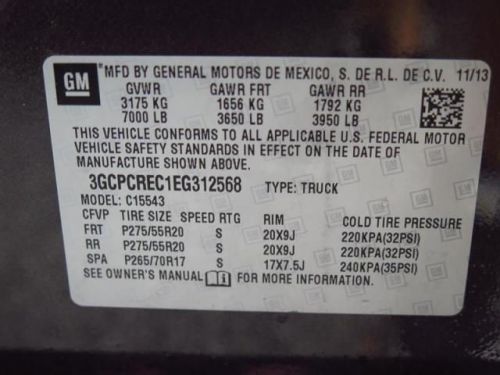 GM MFD BY GENERAL MOTORS DE MEXICO, S. DE R.L. DE C.V. 11/13
GVWR GAWR FRT GAWR RR
3175 KG 1656 KG 1792 KG
7000 LB 3650 LB 3950 LB
THIS VEHICLE CONFORMS TO ALL APPLICABLE U.S. FEDERAL MOTOR
VEHICLE SAFETY STANDARDS IN EFFECT ON THE DATE OF
MANUFACTURE SHOWN ABOVE.
3GCPCREC1EG312568 TYPE: TRUCK
MODEL: C15543
CFVP TIRE SIZE SPEED RTG RIM COLD TIRE PRESSURE
FRT P275/55R20 S 20X9J 220KPA(32PSI)
RR P275/55R20 S 20X9J 220KPA(32PSI)
SPA P265/70R17 S 17X7.5J 240KPA(35PSI)
SEE OWNER'S MANUAL FOR MORE INFORMATION.